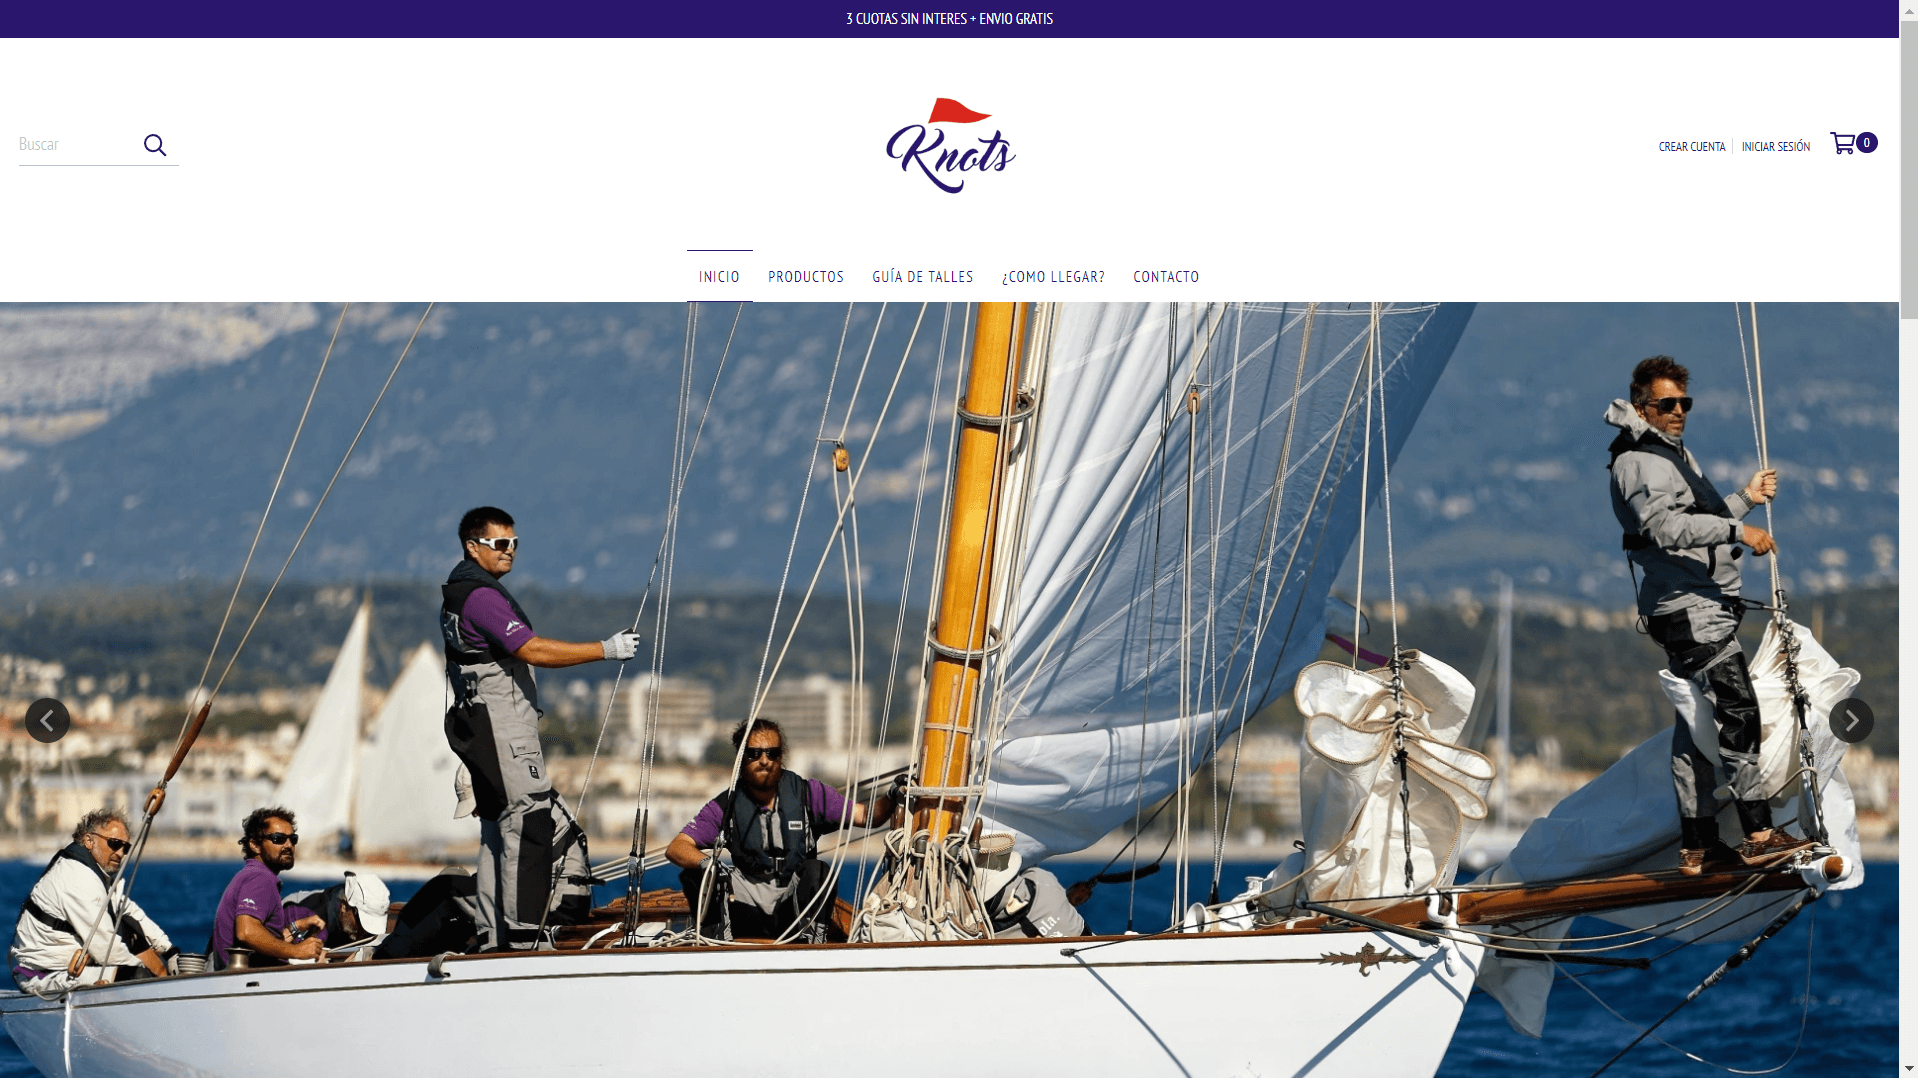 3 CUOTAS SIN INTERES + ENVIO GRATIS
Buscar
Knots
CREAR CUENTA
INICIAR SESIÓN
0
INICIO
PRODUCTOS
GUÍA DE TALLES
¿COMO LLEGAR?
CONTACTO